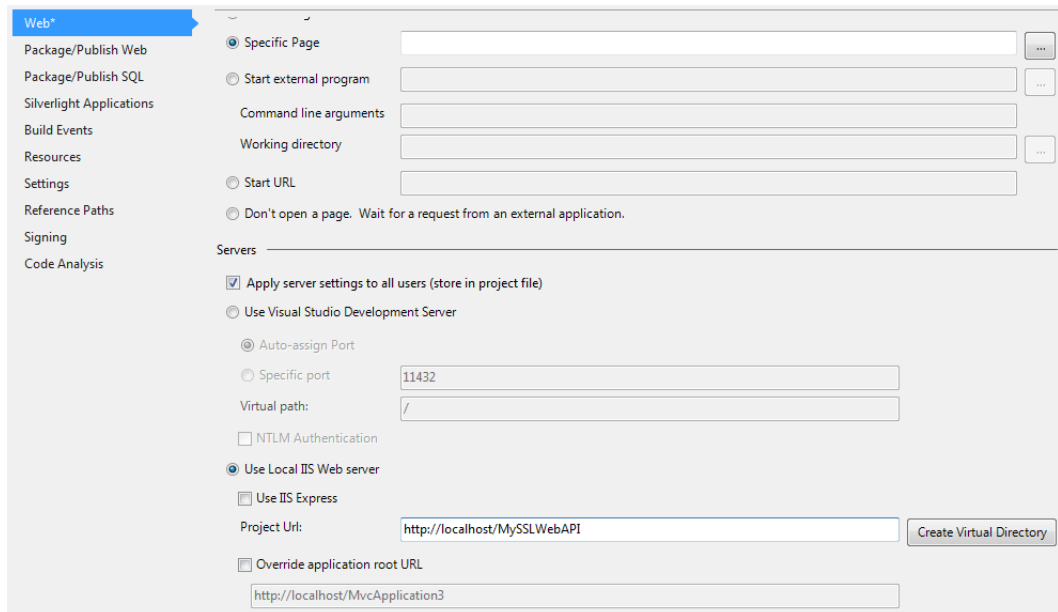 Web*
Package/Publish Web
Package/Publish SQL
Silverlight Applications
Build Events
Resources
Settings
Reference Paths
Signing
Code Analysis
Specific Page
...
Start external program
...
Command line arguments
Working directory
...
Start URL
Don't open a page. Wait for a request from an external application.
Servers
Apply server settings to all users (store in project file)
Use Visual Studio Development Server
Auto-assign Port
Specific port 11432
Virtual path: /
NTLM Authentication
Use Local IIS Web server
Use IIS Express
Project Url: http://localhost/MySSLWebAPI Create Virtual Directory
Override application root URL
http://localhost/MvcApplication3